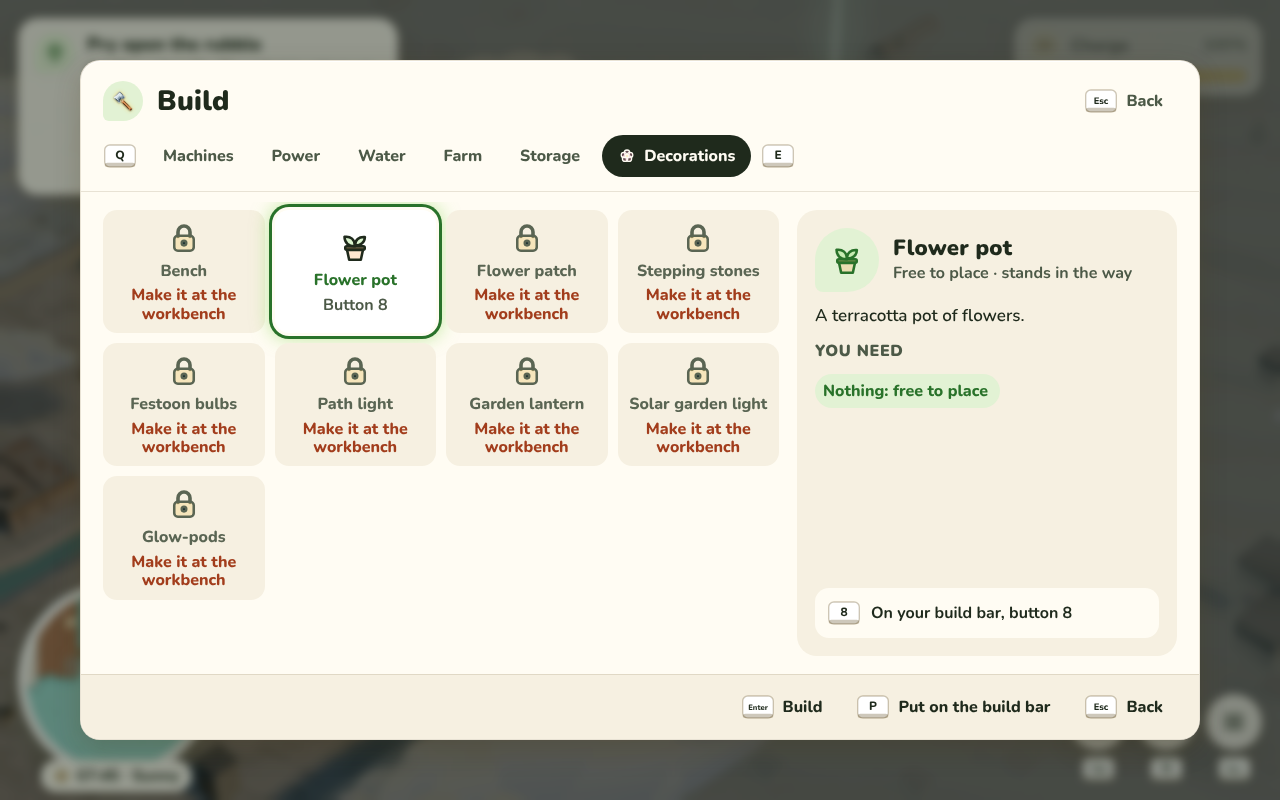 Pry open the rubble
Charge
Build
Esc Back
Q Machines Power Water Farm Storage Decorations E
Bench
Make it at the
workbench
Flower pot
Button 8
Flower patch
Make it at the
workbench
Stepping stones
Make it at the
workbench
Festoon bulbs
Make it at the
workbench
Path light
Make it at the
workbench
Garden lantern
Make it at the
workbench
Solar garden light
Make it at the
workbench
Glow-pods
Make it at the
workbench
Flower pot
Free to place · stands in the way
A terracotta pot of flowers.
YOU NEED
Nothing: free to place
8 On your build bar, button 8
Enter Build P Put on the build bar Esc Back